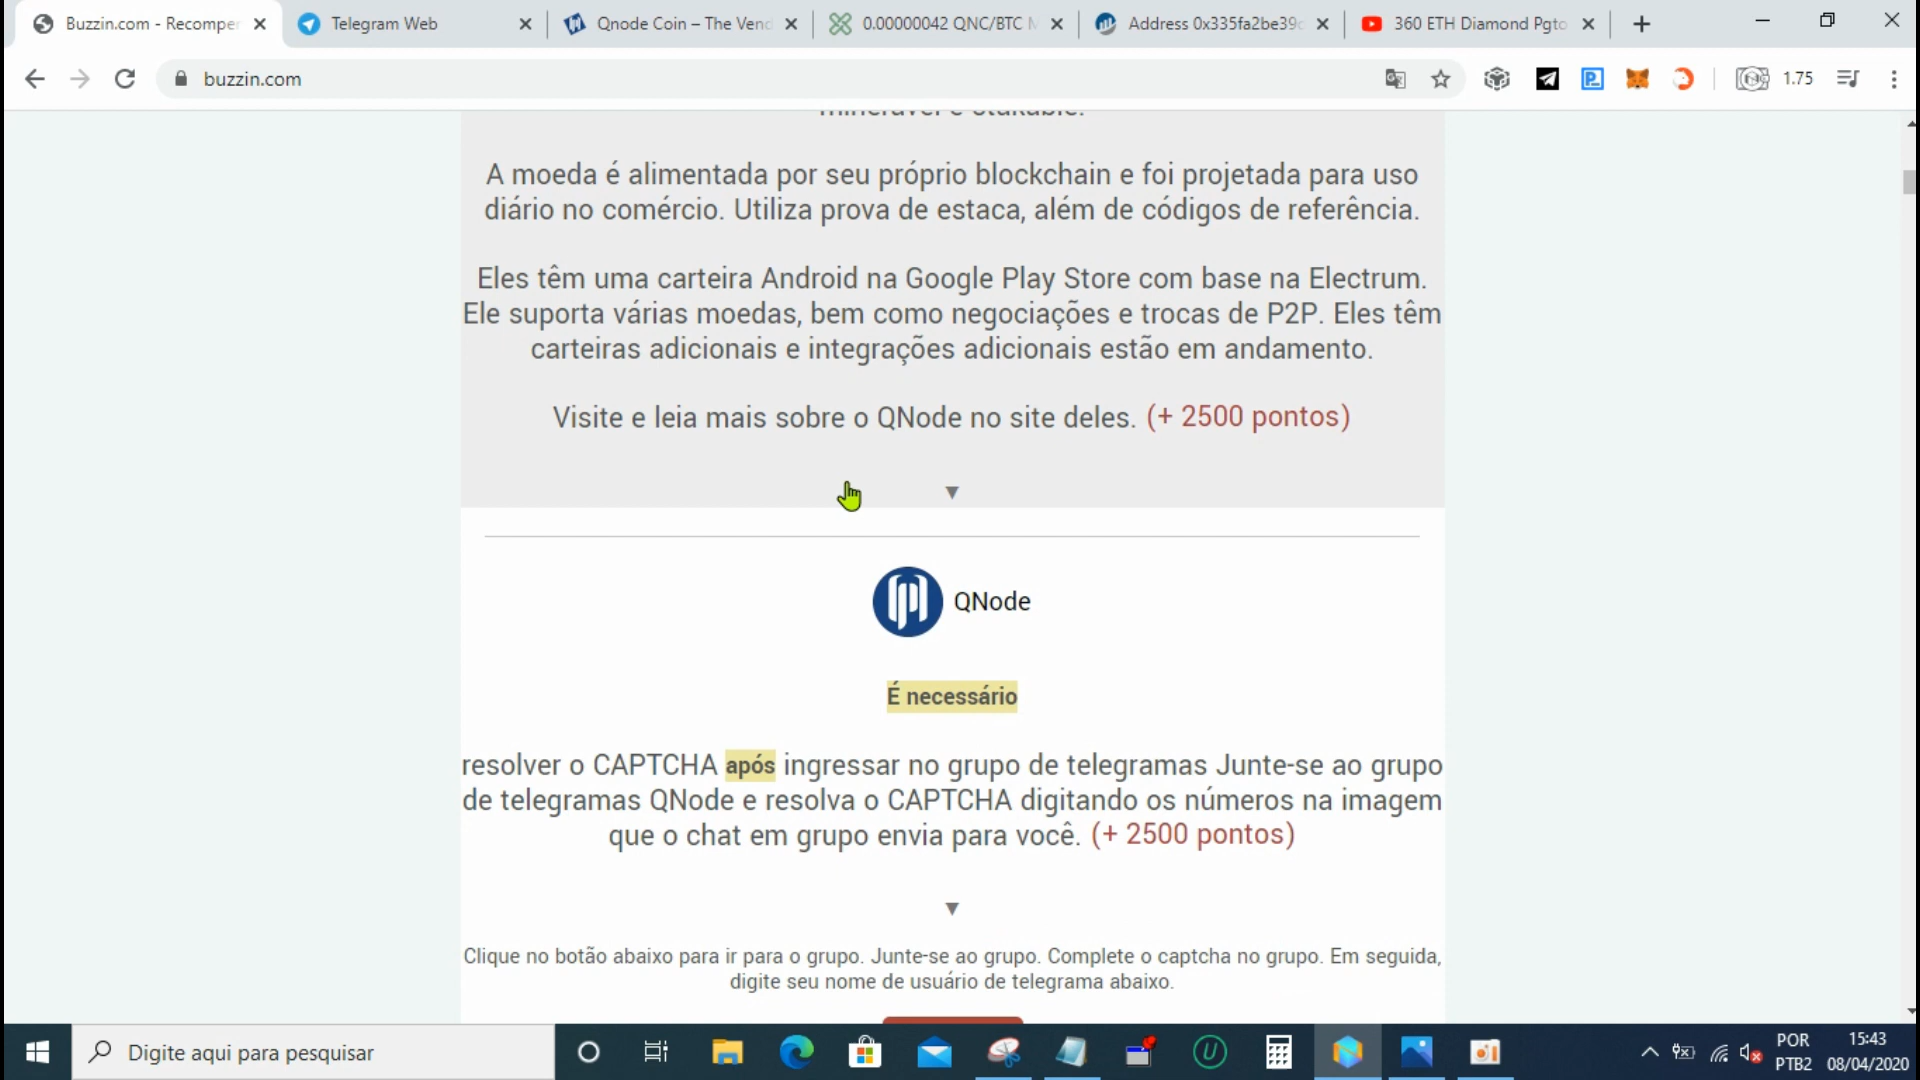 Buzzin.com - Recomper
Telegram Web
Qnode Coin – The Vend
0.00000042 QNC/BTC M
Address 0x335fa2be39c
360 ETH Diamond Pgto
buzzin.com
1.75
minerável e stakable.
A moeda é alimentada por seu próprio blockchain e foi projetada para uso
diário no comércio. Utiliza prova de estaca, além de códigos de referência.
Eles têm uma carteira Android na Google Play Store com base na Electrum.
Ele suporta várias moedas, bem como negociações e trocas de P2P. Eles têm
carteiras adicionais e integrações adicionais estão em andamento.
Visite e leia mais sobre o QNode no site deles. (+ 2500 pontos)
QNode
É necessário
resolver o CAPTCHA após ingressar no grupo de telegramas Junte-se ao grupo
de telegramas QNode e resolva o CAPTCHA digitando os números na imagem
que o chat em grupo envia para você. (+ 2500 pontos)
Clique no botão abaixo para ir para o grupo. Junte-se ao grupo. Complete o captcha no grupo. Em seguida,
digite seu nome de usuário de telegrama abaixo.
Digite aqui para pesquisar
POR
PTB2
15:43
08/04/2020